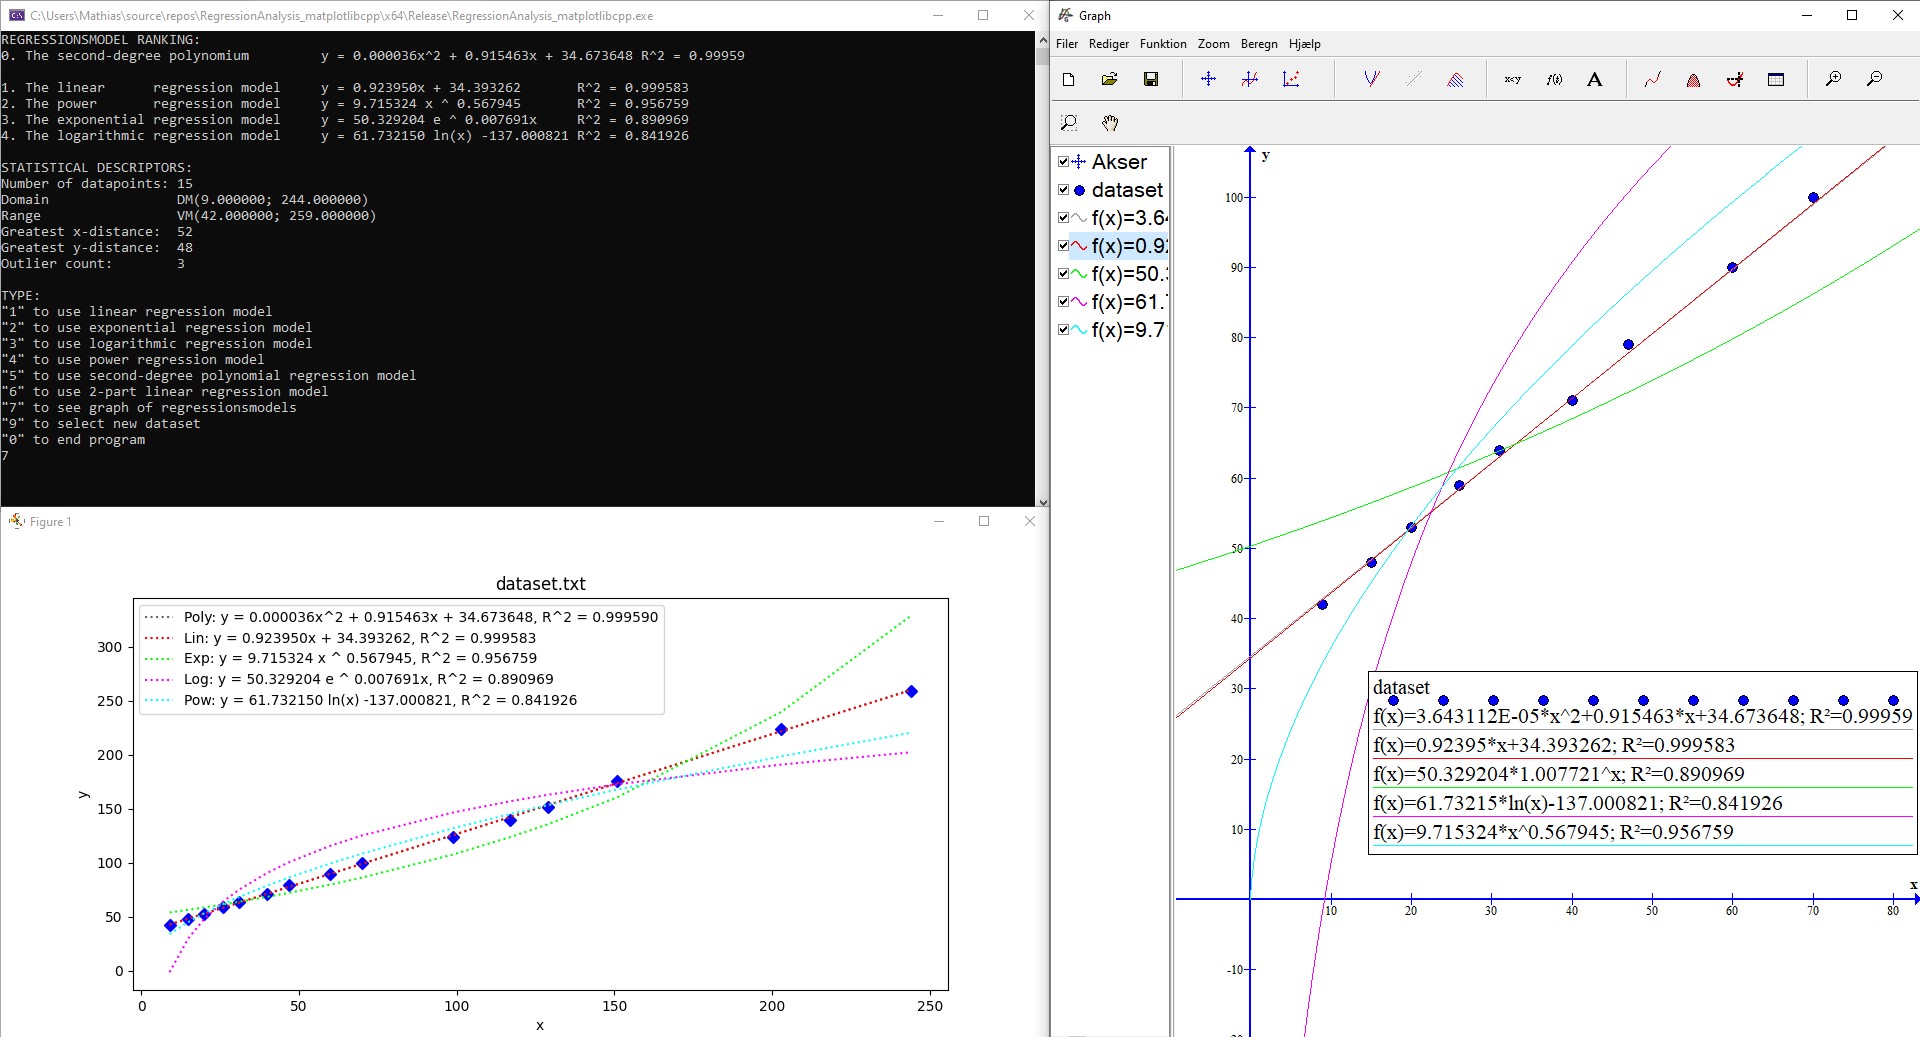 C:\Users\Mathias\source\repos\RegressionAnalysis_matplotlibcpp\x64\Release\RegressionAnalysis_matplotlibcpp.exe
REGRESSIONSMODEL RANKING:
0. The second-degree polynomium y = 0.000036x^2 + 0.915463x + 34.673648 R^2 = 0.99959
1. The linear regression model y = 0.923950x + 34.393262 R^2 = 0.999583
2. The power regression model y = 9.715324 x ^ 0.567945 R^2 = 0.956759
3. The exponential regression model y = 50.329204 e ^ 0.007691x R^2 = 0.890969
4. The logarithmic regression model y = 61.732150 ln(x) -137.000821 R^2 = 0.841926
STATISTICAL DESCRIPTORS:
Number of datapoints: 15
Domain DM(9.000000; 244.000000)
Range VM(42.000000; 259.000000)
Greatest x-distance: 52
Greatest y-distance: 48
Outlier count: 3
TYPE:
"1" to use linear regression model
"2" to use exponential regression model
"3" to use logarithmic regression model
"4" to use power regression model
"5" to use second-degree polynomial regression model
"6" to use 2-part linear regression model
"7" to see graph of regressionsmodels
"9" to select new dataset
"0" to end program
7
Figure 1
dataset.txt
Poly: y = 0.000036x^2 + 0.915463x + 34.673648, R^2 = 0.999590
Lin: y = 0.923950x + 34.393262, R^2 = 0.999583
Exp: y = 9.715324 x ^ 0.567945, R^2 = 0.956759
Log: y = 50.329204 e ^ 0.007691x, R^2 = 0.890969
Pow: y = 61.732150 ln(x) -137.000821, R^2 = 0.841926
300
250
200
y
150
100
50
0
0 50 100 150 200 250
x
Graph
Filer Rediger Funktion Zoom Beregn Hjælp
x<y f(x) A
Akser
dataset
f(x)=3.64
f(x)=0.92
f(x)=50.3
f(x)=61.7
f(x)=9.7
y
100
90
80
70
60
50
40
30
20
10
-10
-20
x
10 20 30 40 50 60 70 80
dataset
f(x)=3.643112E-05*x^2+0.915463*x+34.673648; R²=0.99959
f(x)=0.92395*x+34.393262; R²=0.999583
f(x)=50.329204*1.007721^x; R²=0.890969
f(x)=61.73215*ln(x)-137.000821; R²=0.841926
f(x)=9.715324*x^0.567945; R²=0.956759